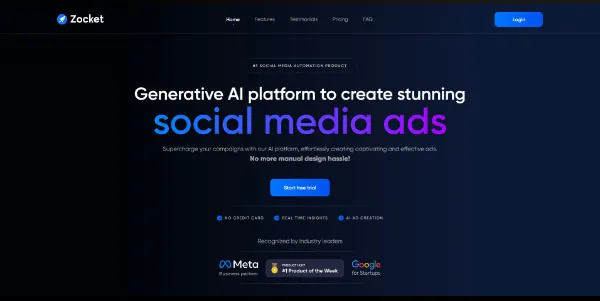 Zocket
Home Features Testimonials Pricing FAQ
Login
#1 SOCIAL MEDIA AUTOMATION PRODUCT
Generative AI platform to create stunning
social media ads
Supercharge your campaigns with our AI platform, effortlessly creating captivating and effective ads.
No more manual design hassle!
Start free trial
NO CREDIT CARD REAL TIME INSIGHTS AI AD CREATION
Recognized by industry leaders
Meta
Business partner
PRODUCT HUNT
#1 Product of the Week
Google
for Startups